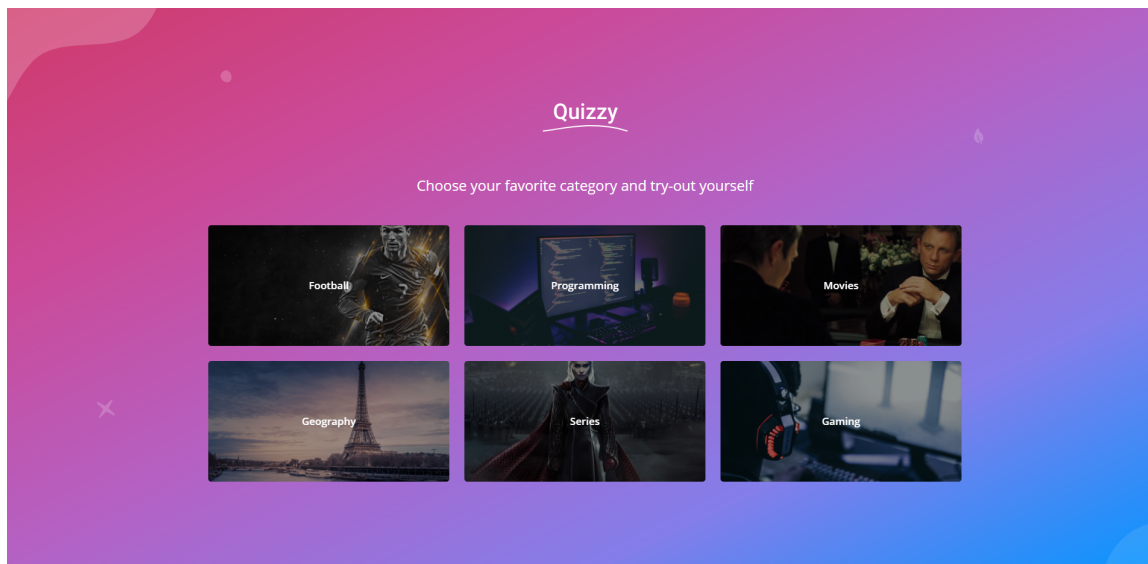 Quizzy
Choose your favorite category and try-out yourself
Football
Programming
Movies
Geography
Series
Gaming